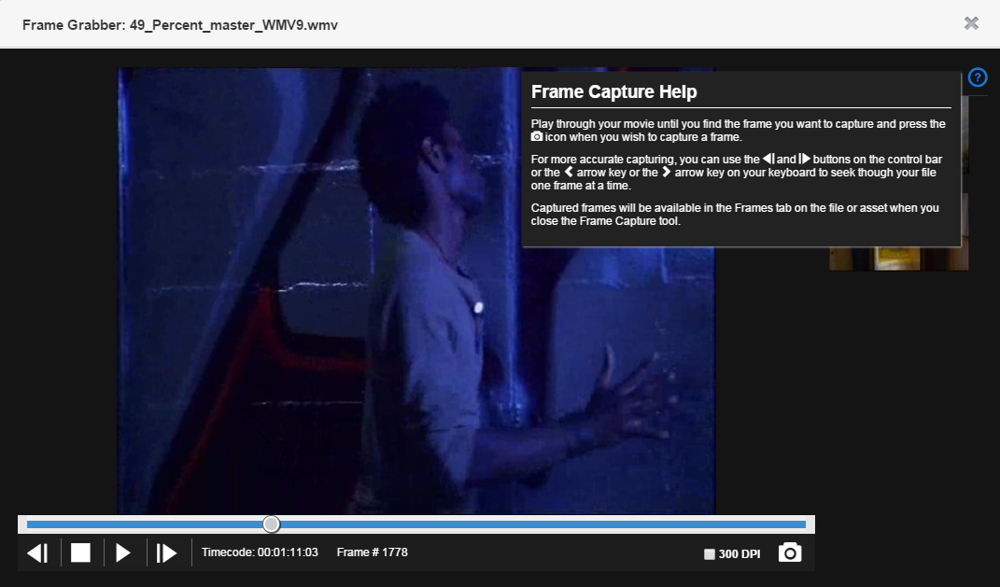 Frame Grabber: 49_Percent_master_WMV9.wmv
?
Frame Capture Help
Play through your movie until you find the frame you want to capture and press the
icon when you wish to capture a frame.
For more accurate capturing, you can use the and buttons on the control bar
or the arrow key or the arrow key on your keyboard to seek though your file
one frame at a time.
Captured frames will be available in the Frames tab on the file or asset when you
close the Frame Capture tool.
Timecode: 00:01:11:03 Frame # 1778 300 DPI